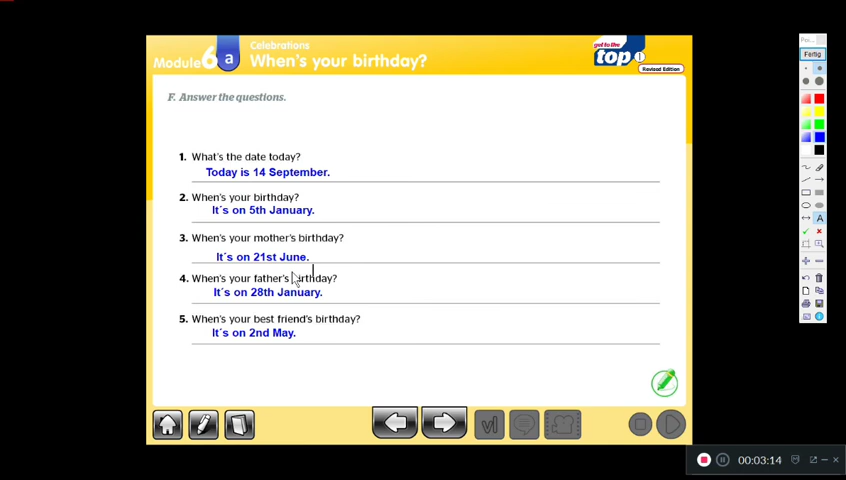 Celebrations
Module 6 a When's your birthday?
get to the
top 1
Revised Edition
F. Answer the questions.
1. What's the date today?
Today is 14 September.
2. When's your birthday?
It´s on 5th January.
3. When's your mother's birthday?
It´s on 21st June.
4. When's your father's birthday?
It´s on 28th January.
5. When's your best friend's birthday?
It´s on 2nd May.
Fertig
A
vl
00:03:14